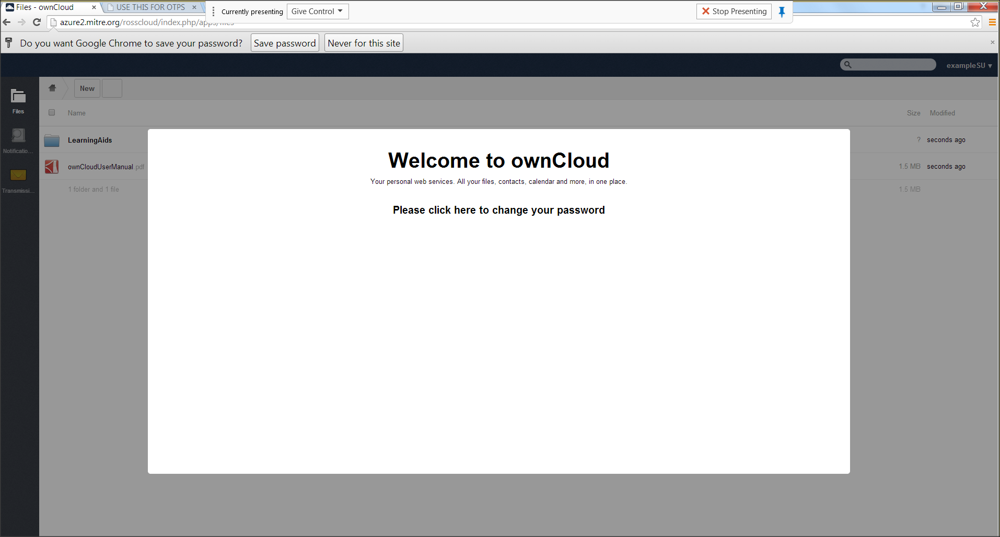 Files - ownCloud
USE THIS FOR OTPS
Currently presenting
Give Control
Stop Presenting
azure2.mitre.org/rosscloud/index.php/apps/files
Do you want Google Chrome to save your password?
Save password
Never for this site
exampleSU
New
Files
Name
Size
Modified
LearningAids
?
seconds ago
Notificatio...
ownCloudUserManual.pdf
1.5 MB
seconds ago
Transmissi...
1 folder and 1 file
1.5 MB
Welcome to ownCloud
Your personal web services. All your files, contacts, calendar and more, in one place.
Please click here to change your password